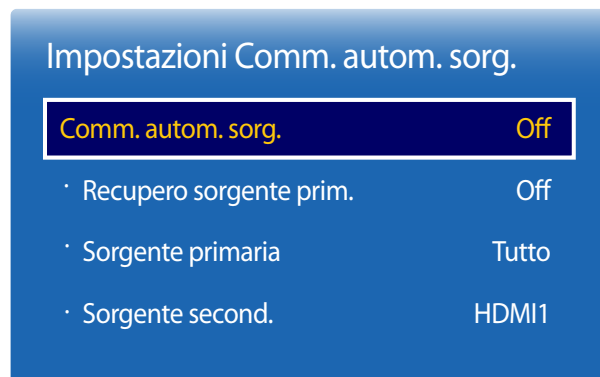 Impostazioni Comm. autom. sorg.
Comm. autom. sorg. Off
· Recupero sorgente prim. Off
· Sorgente primaria Tutto
· Sorgente second. HDMI1